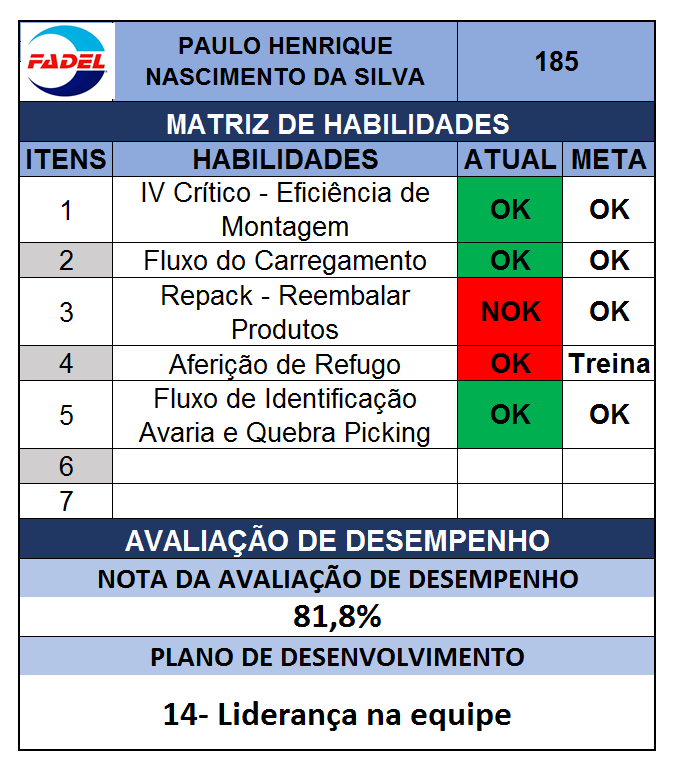 FADEL
PAULO HENRIQUE
NASCIMENTO DA SILVA
185
MATRIZ DE HABILIDADES
ITENS HABILIDADES ATUAL META
1 IV Crítico - Eficiência de
Montagem OK OK
2 Fluxo do Carregamento OK OK
3 Repack - Reembalar
Produtos NOK OK
4 Aferição de Refugo OK Treina
5 Fluxo de Identificação
Avaria e Quebra Picking OK OK
6
7
AVALIAÇÃO DE DESEMPENHO
NOTA DA AVALIAÇÃO DE DESEMPENHO
81,8%
PLANO DE DESENVOLVIMENTO
14- Liderança na equipe